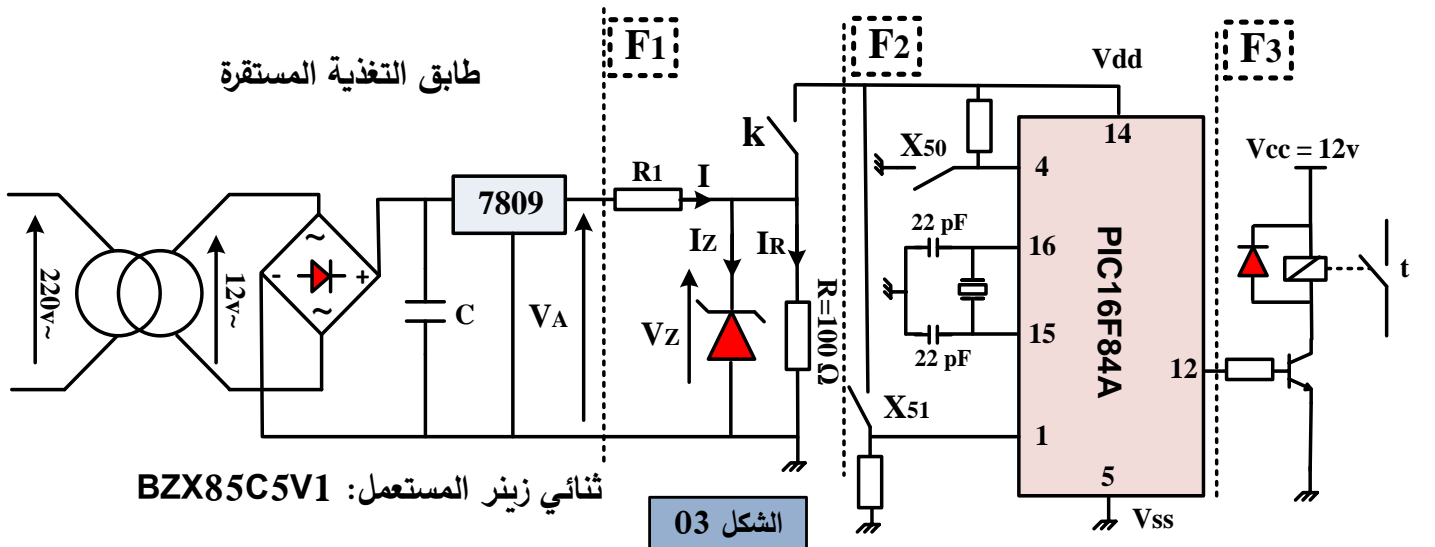 طابق التغذية المستقرة
F1
F2
F3
Vdd
Vcc = 12v
k
X50
14
4
R1
I
7809
22 pF
16
IZ
IR
220v~
12v~
~
- +
~
C
VA
VZ
R=100 Ω
15
22 pF
PIC16F84A
t
12
X51
1
5
Vss
ثنائي زينر المستعمل: BZX85C5V1
الشكل 03